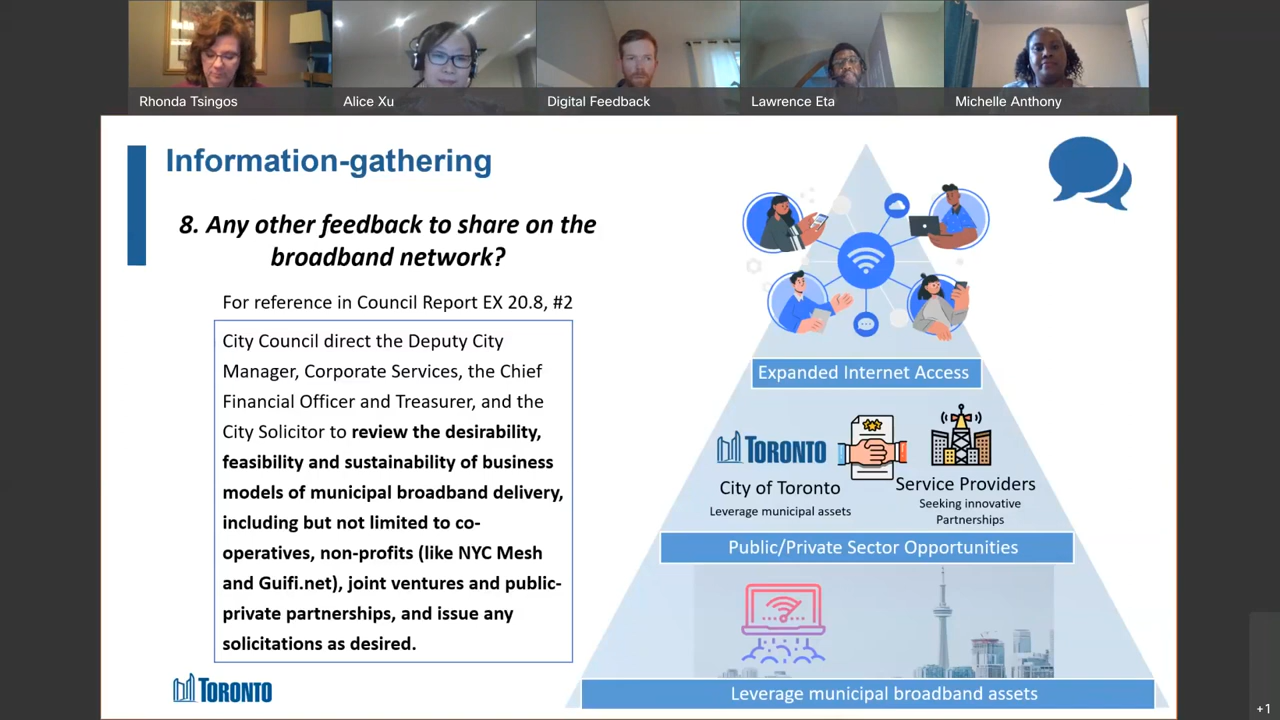 Rhonda Tsingos
Alice Xu
Digital Feedback
Lawrence Eta
Michelle Anthony
Information-gathering
8. Any other feedback to share on the
broadband network?
For reference in Council Report EX 20.8, #2
City Council direct the Deputy City
Manager, Corporate Services, the Chief
Financial Officer and Treasurer, and the
City Solicitor to review the desirability,
feasibility and sustainability of business
models of municipal broadband delivery,
including but not limited to co-
operatives, non-profits (like NYC Mesh
and Guifi.net), joint ventures and public-
private partnerships, and issue any
solicitations as desired.
TORONTO
Expanded Internet Access
TORONTO
City of Toronto
Leverage municipal assets
Service Providers
Seeking innovative
Partnerships
Public/Private Sector Opportunities
Leverage municipal broadband assets
+1